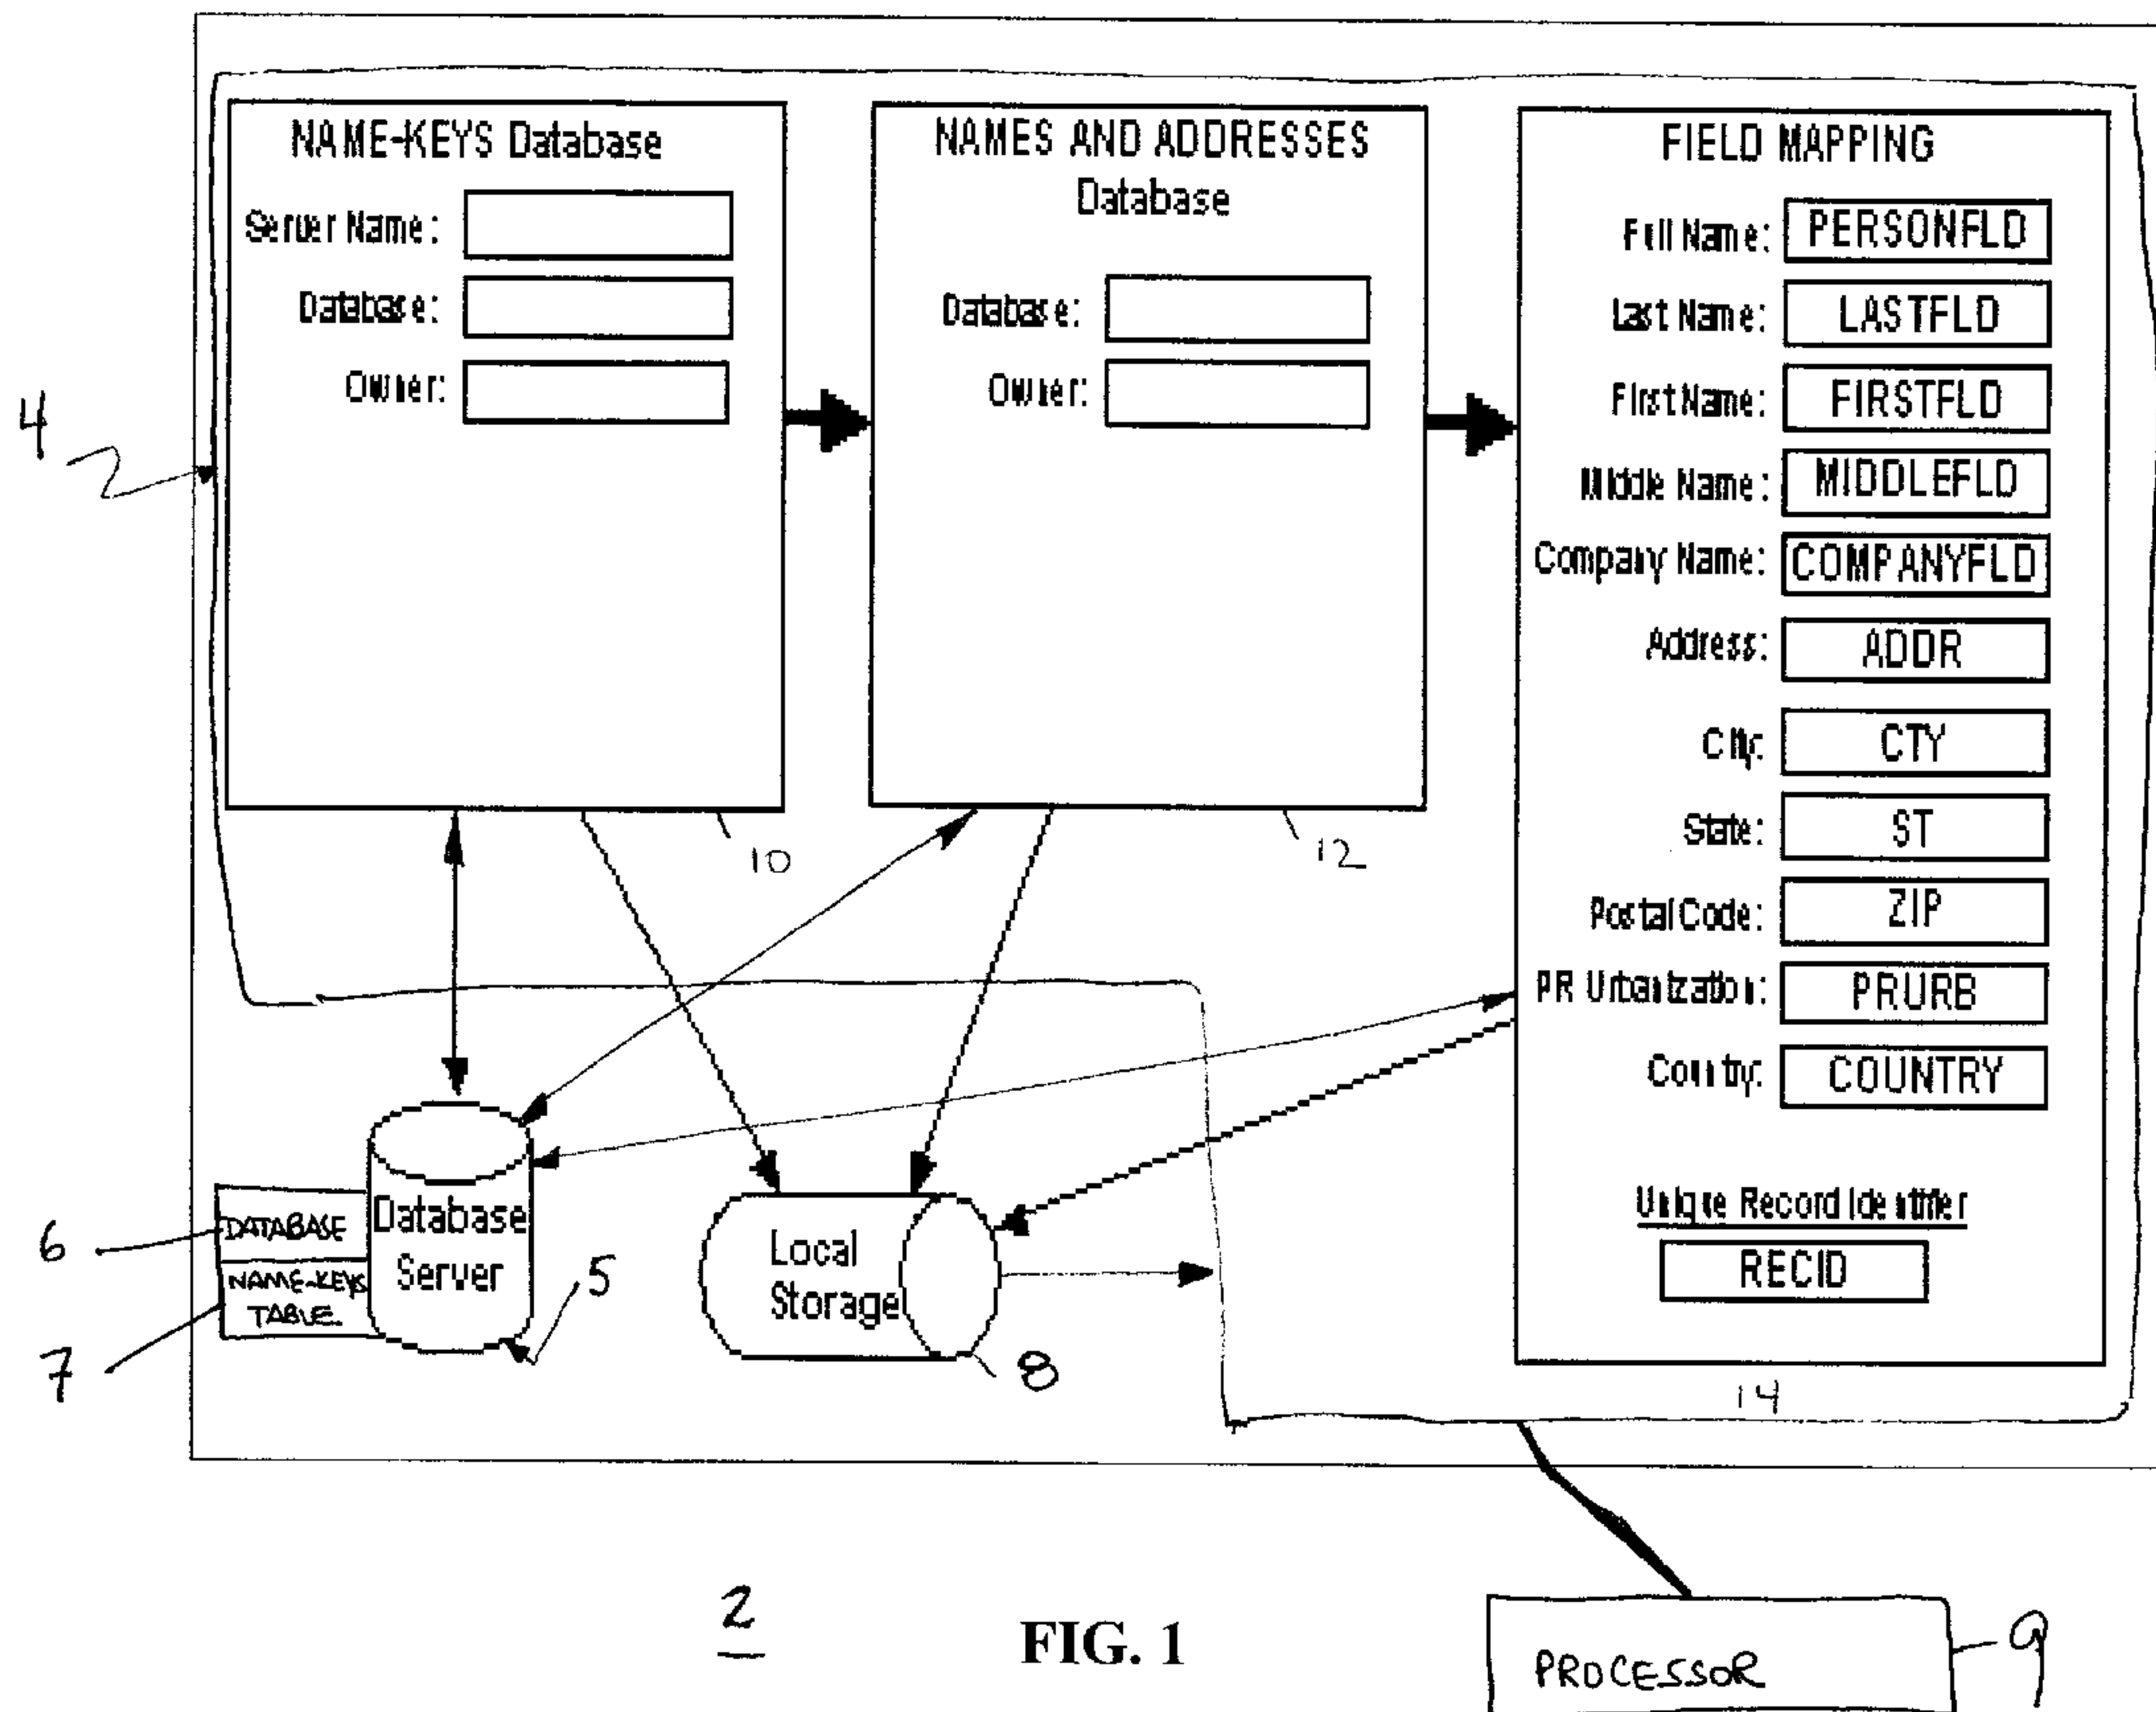 NAME-KEYS Database
Server Name:
Database:
Owner:
NAMES AND ADDRESSES
Database
Database:
Owner:
FIELD MAPPING
Full Name: PERSONFLD
Last Name: LASTFLD
First Name: FIRSTFLD
Middle Name: MIDDLEFLD
Company Name: COMPANYFLD
Address: ADDR
City: CTY
State: ST
Postal Code: ZIP
PR Urbanization: PRURB
Country: COUNTRY
Unique Record Identifier
RECID
4
10
12
14
6
DATABASE
7
NAME-KEYS
TABLE
Database
Server
5
Local
Storage
8
2
FIG. 1
PROCESSOR
9